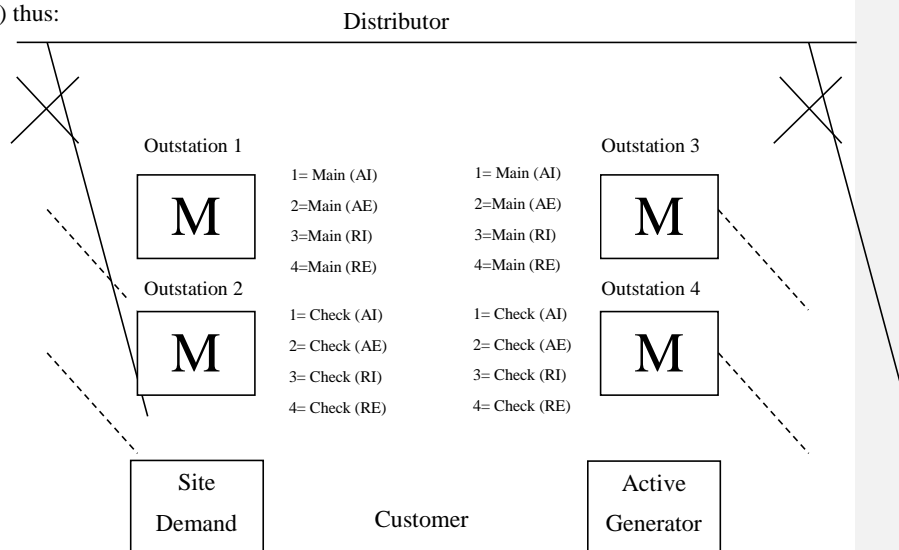 ) thus:
Distributor
Outstation 1
Outstation 3
M
1= Main (AI)
2=Main (AE)
3=Main (RI)
4=Main (RE)
1= Main (AI)
2=Main (AE)
3=Main (RI)
4=Main (RE)
M
Outstation 2
Outstation 4
M
1= Check (AI)
2= Check (AE)
3= Check (RI)
4= Check (RE)
1= Check (AI)
2= Check (AE)
3= Check (RI)
4= Check (RE)
M
Site
Demand
Customer
Active
Generator